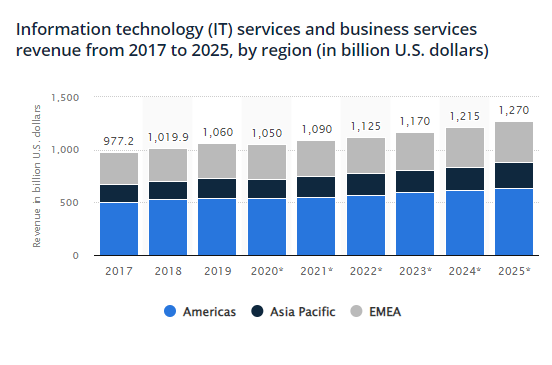 Information technology (IT) services and business services
revenue from 2017 to 2025, by region (in billion U.S. dollars)
Revenue in billion U.S. dollars
1,500
1,000
500
0
977.2 1,019.9 1,060 1,050 1,090 1,125 1,170 1,215 1,270
2017 2018 2019 2020* 2021* 2022* 2023* 2024* 2025*
Americas Asia Pacific EMEA